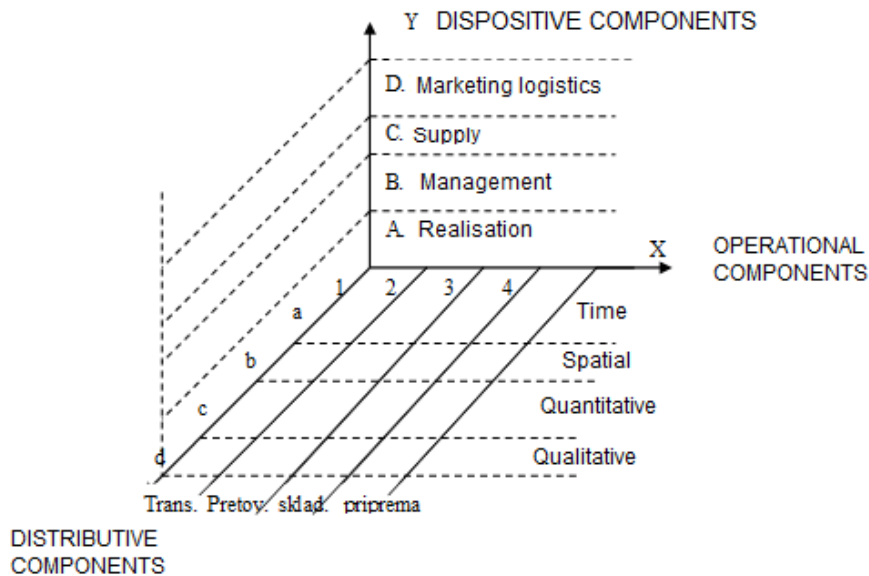 Y DISPOSITIVE COMPONENTS
D. Marketing logistics
C. Supply
B. Management
A. Realisation
X
OPERATIONAL
COMPONENTS
1 2 3 4
a
Time
b
Spatial
c
Quantitative
d
Qualitative
Trans. Pretov. sklad. priprema
DISTRIBUTIVE
COMPONENTS